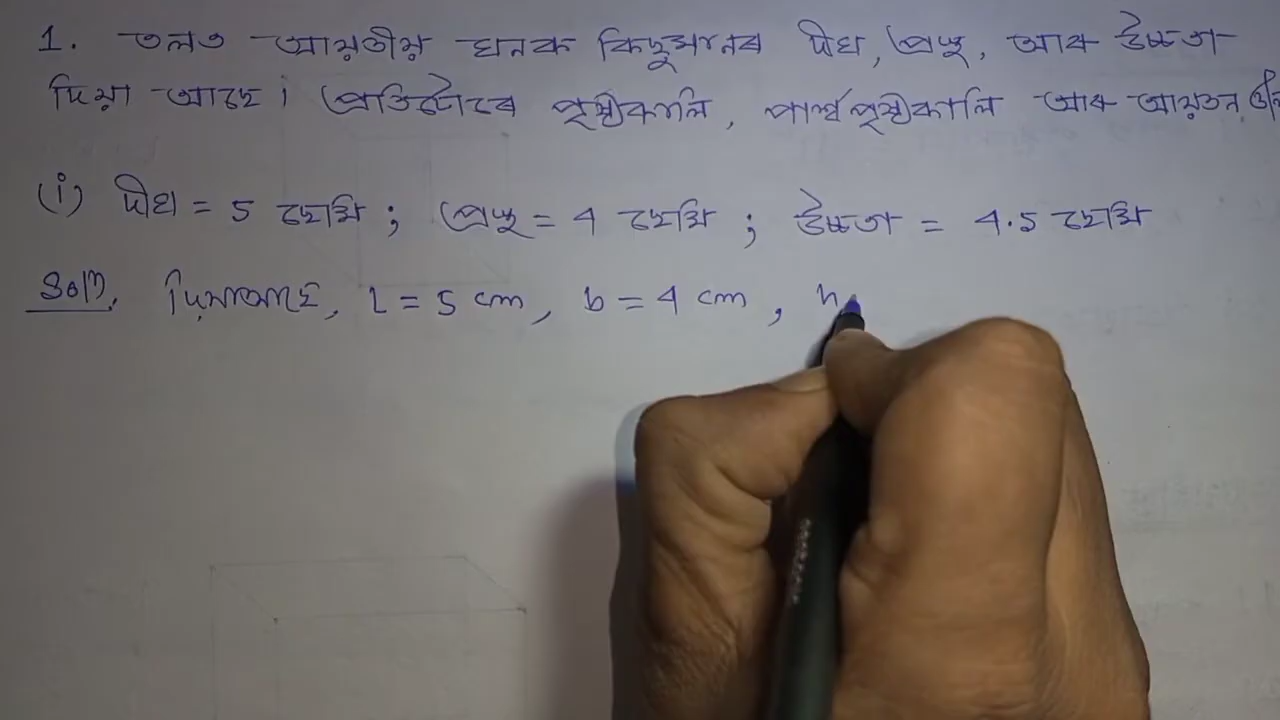 1. তলত আয়তীয় ঘনক কিছুমানৰ দীঘ, প্ৰস্থ, আৰু উচ্চতা
দিয়া আছে। প্ৰতিটোৰে পৃষ্ঠকালি, পাৰ্শ্বপৃষ্ঠকালি আৰু আয়তন
(i) দীঘ = 5 ছেমি ; প্ৰস্থ = 4 ছেমি ; উচ্চতা = 4.5 ছেমি
Soln. দিয়াআছে, l = 5 cm, b = 4 cm, h